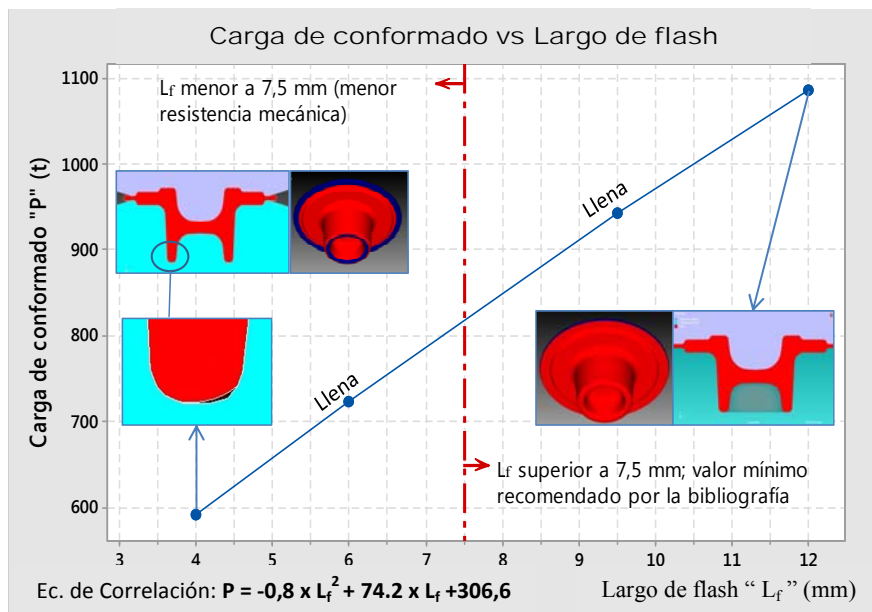 Carga de conformado vs Largo de flash
Lf menor a 7,5 mm (menor
resistencia mecánica)
Carga de conformado "P" (t)
1100
1000
900
800
700
600
Llena
Llena
Lf superior a 7,5 mm; valor mínimo
recomendado por la bibliografía
3 4 5 6 7 8 9 10 11 12
Ec. de Correlación: P = -0,8 x Lf² + 74.2 x Lf +306,6
Largo de flash “ Lf ” (mm)